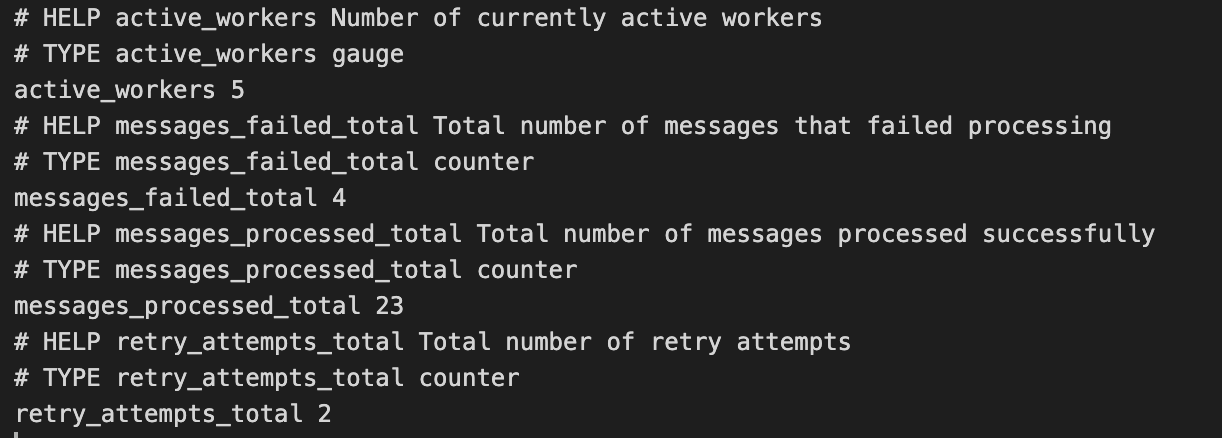 # HELP active_workers Number of currently active workers
# TYPE active_workers gauge
active_workers 5
# HELP messages_failed_total Total number of messages that failed processing
# TYPE messages_failed_total counter
messages_failed_total 4
# HELP messages_processed_total Total number of messages processed successfully
# TYPE messages_processed_total counter
messages_processed_total 23
# HELP retry_attempts_total Total number of retry attempts
# TYPE retry_attempts_total counter
retry_attempts_total 2